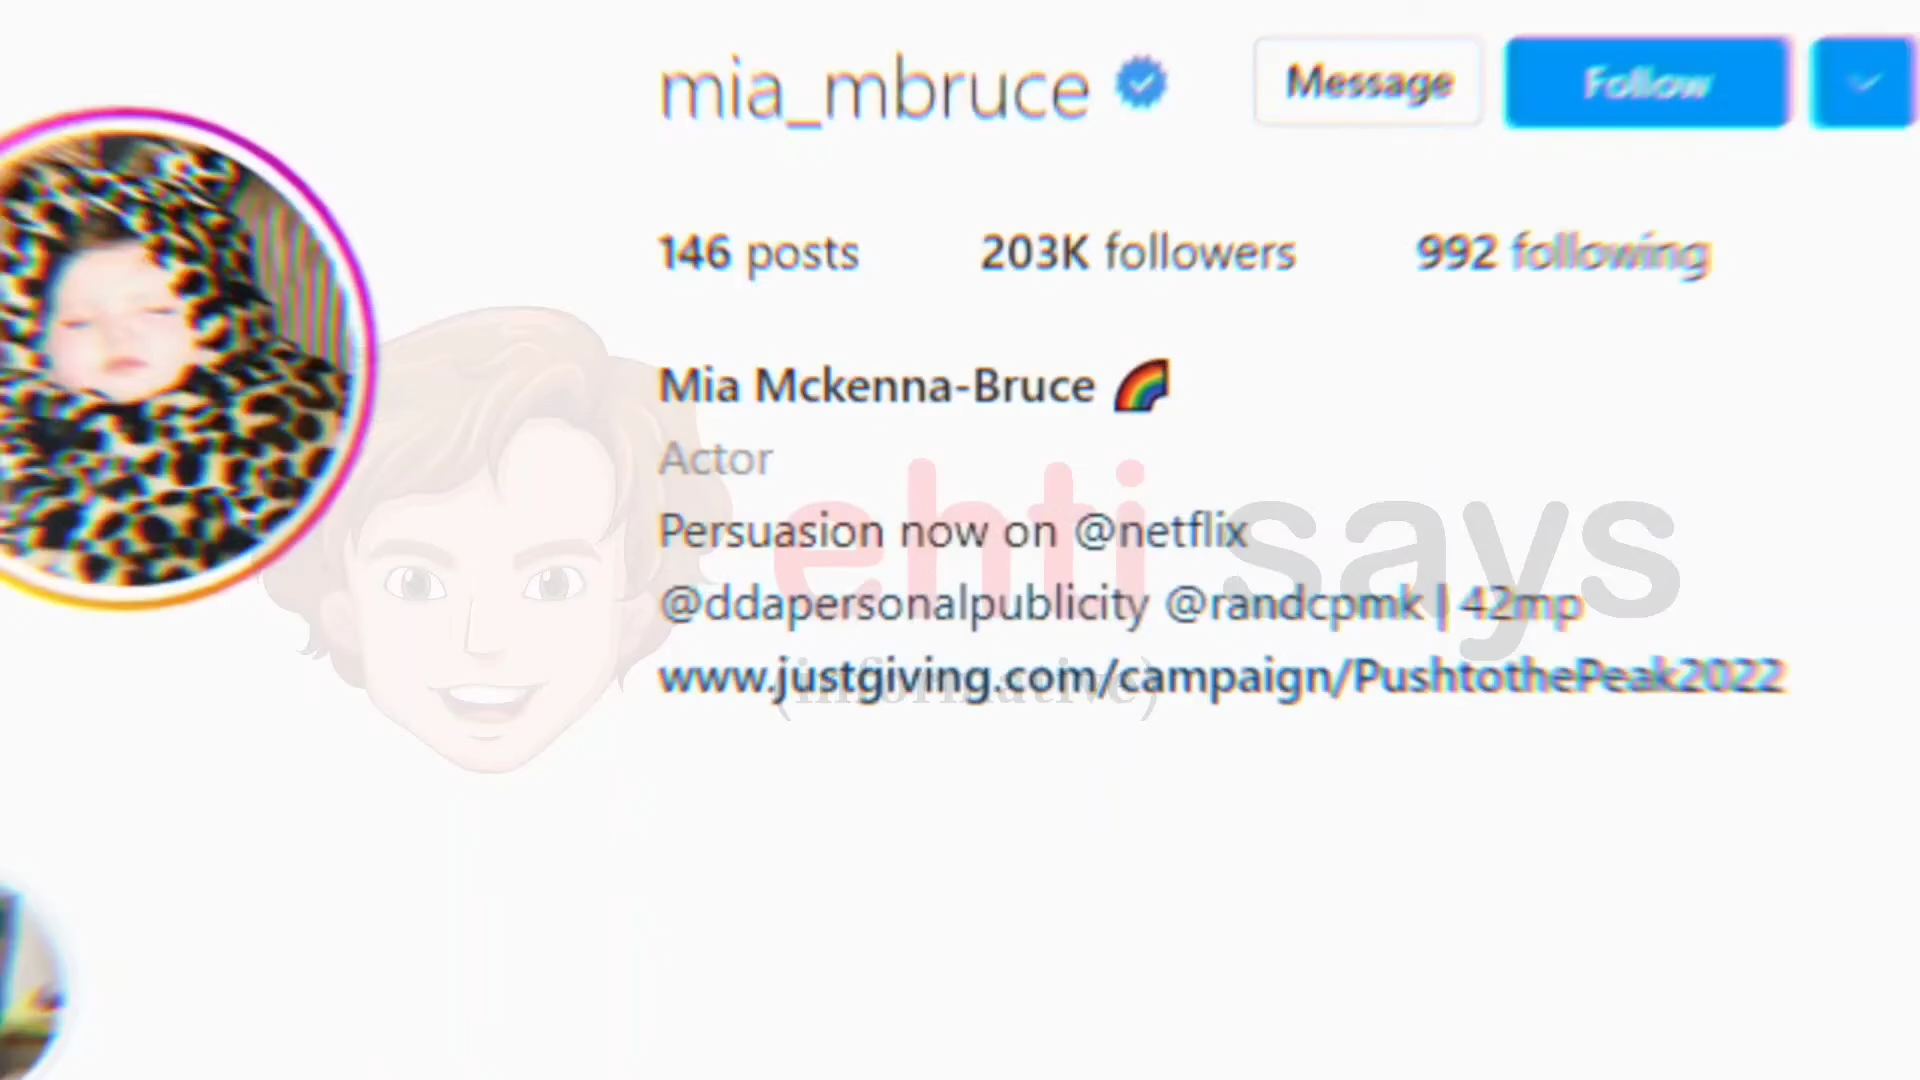 mia_mbruce Message Follow
146 posts 203K followers 992 following
Mia Mckenna-Bruce 🌈
Actor
Persuasion now on @netflix
@ddapersonalpublicity @randcpmk | 42mp
www.justgiving.com/campaign/PushtothePeak2022
ehti says
(informative)